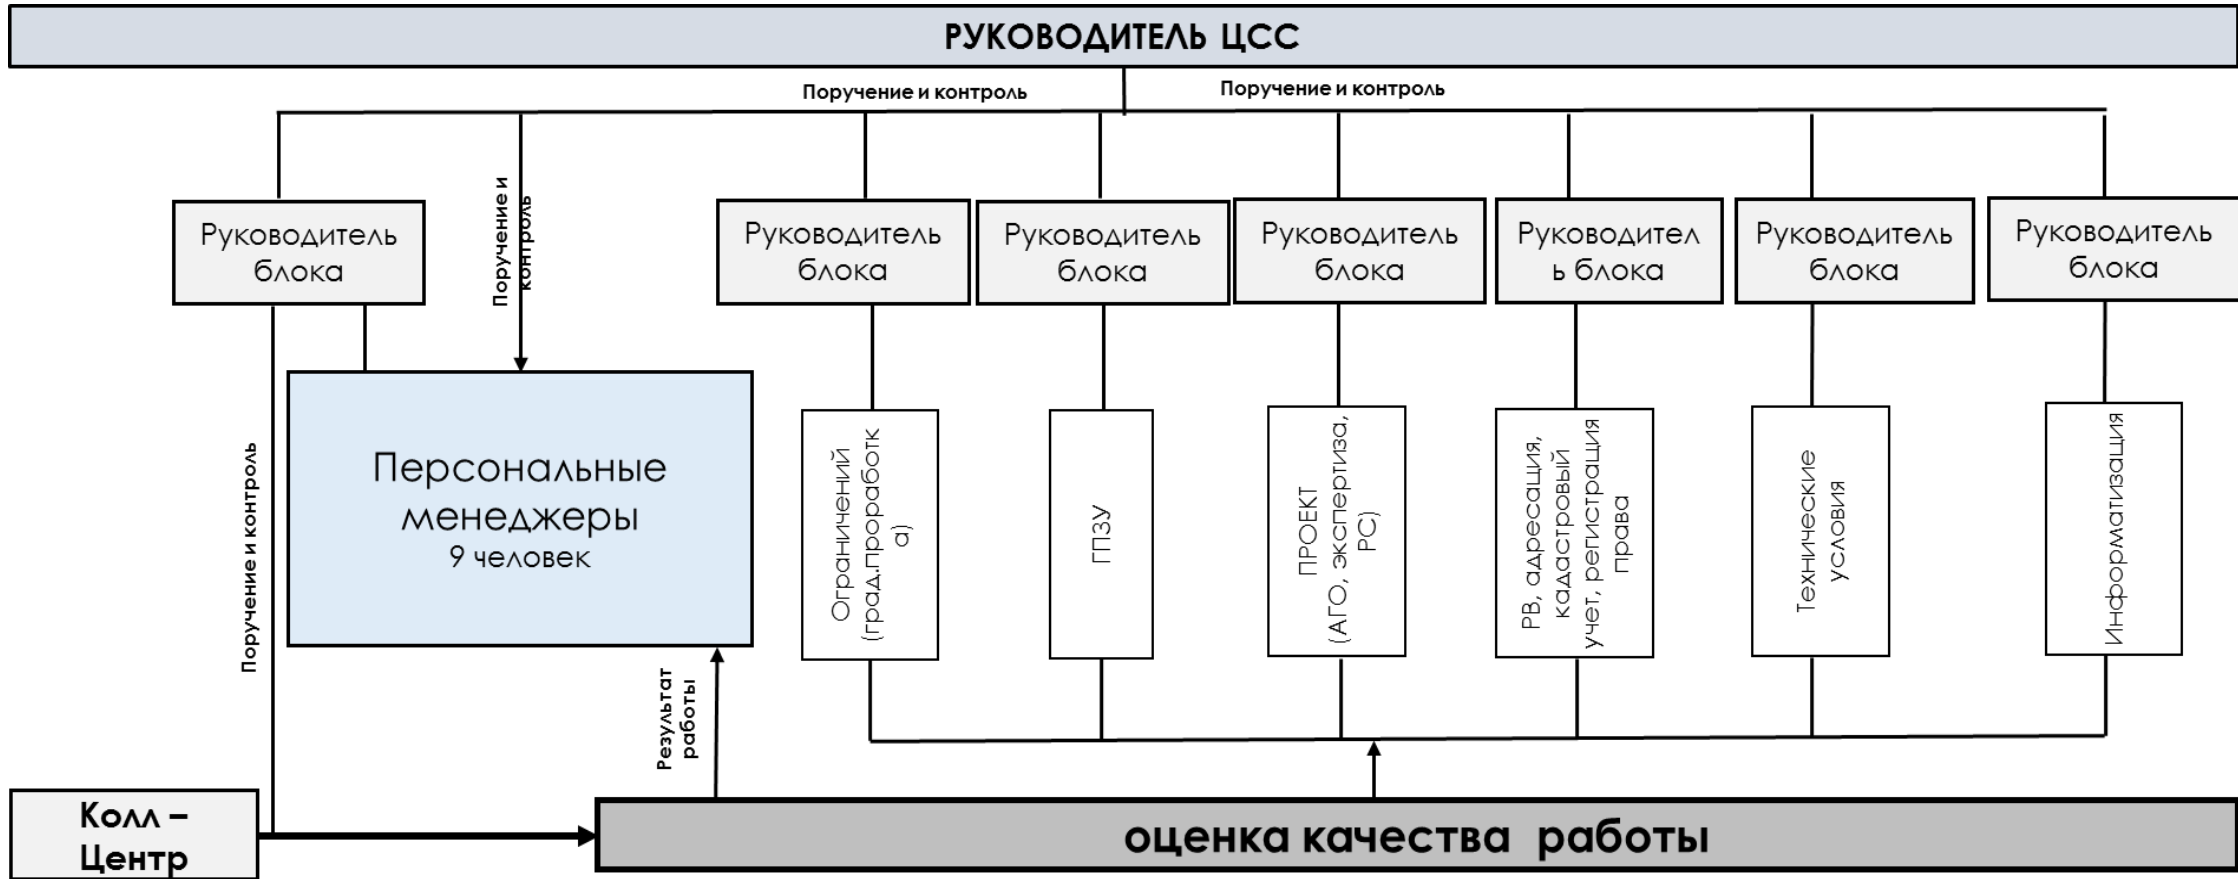 РУКОВОДИТЕЛЬ ЦСС
Поручение и контроль
Поручение и контроль
Поручение и
контроль
Руководитель
блока
Руководитель
блока
Руководитель
блока
Руководитель
блока
Руководител
ь блока
Руководитель
блока
Руководитель
блока
Поручение и контроль
Персональные
менеджеры
9 человек
Ограничений
(град.проработк
а)
ГПЗУ
ПРОЕКТ
(АГО, экспертиза,
РС)
РВ, адресация,
кадастровый
учет, регистрация
права
Технические
условия
Информатизация
Результат
работы
Колл –
Центр
оценка качества работы